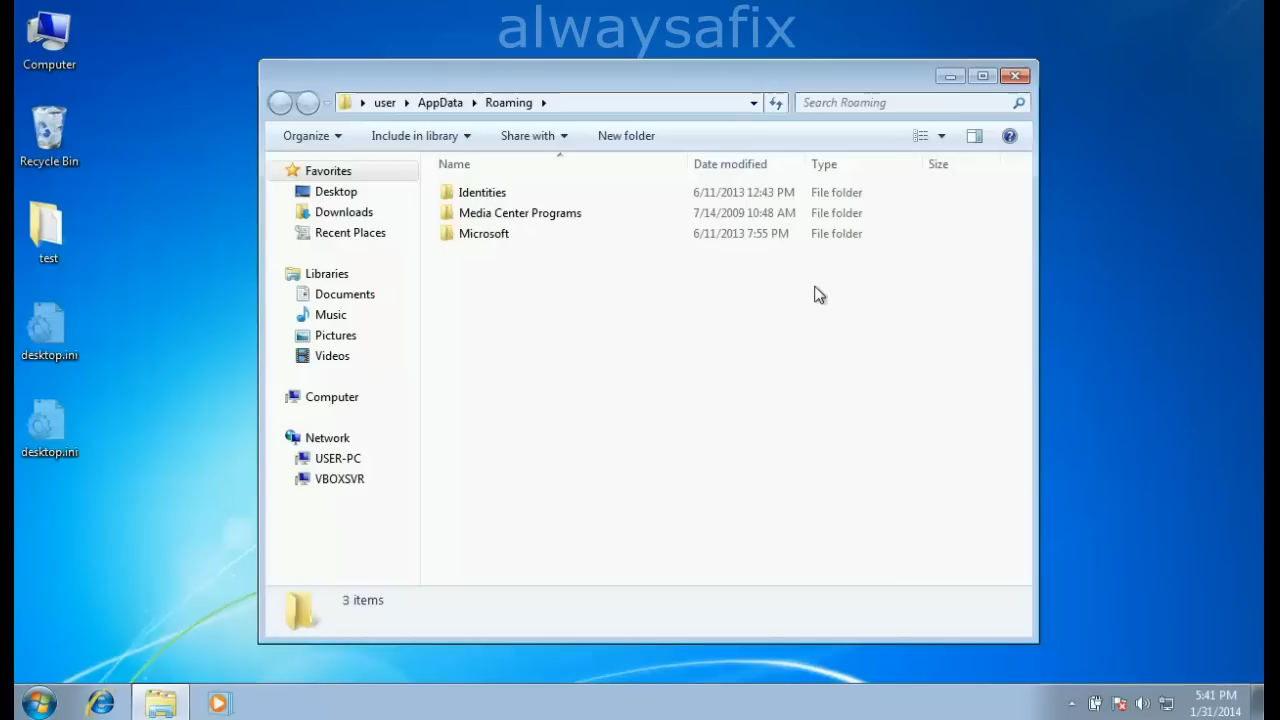 alwaysafix
Computer
Recycle Bin
test
desktop.ini
desktop.ini
user AppData Roaming
Search Roaming
Organize Include in library Share with New folder
Favorites
Desktop
Downloads
Recent Places
Libraries
Documents
Music
Pictures
Videos
Computer
Network
USER-PC
VBOXSVR
Name Date modified Type Size
Identities 6/11/2013 12:43 PM File folder
Media Center Programs 7/14/2009 10:48 AM File folder
Microsoft 6/11/2013 7:55 PM File folder
3 items
5:41 PM
1/31/2014